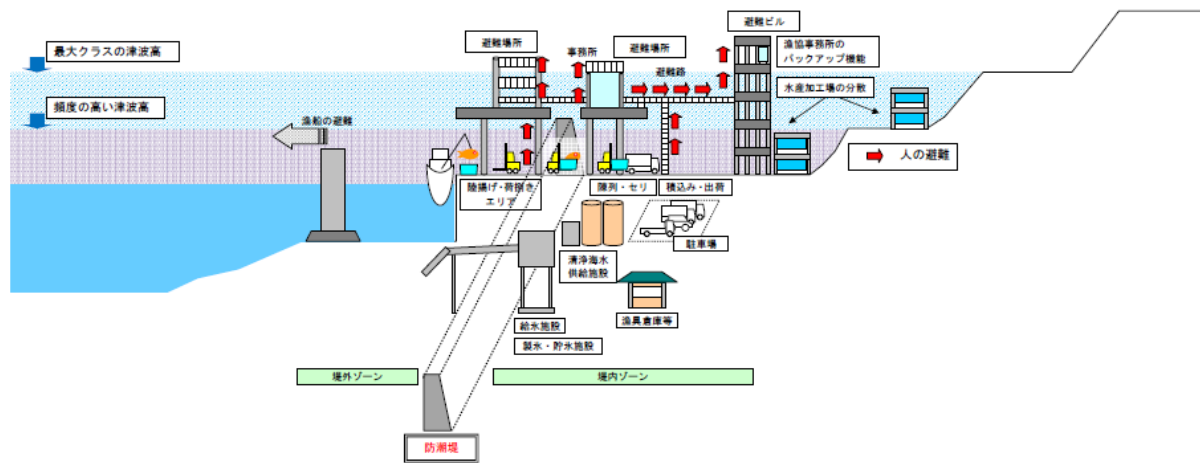 避難ビル
最大クラスの津波高
避難場所
事務所
避難場所
漁協事務所の
バックアップ機能
避難路
水産加工場の分散
頻度の高い津波高
漁船の避難
人の避難
陸揚げ・荷捌き
エリア
陳列・セリ
積込み・出荷
駐車場
清浄海水
供給施設
漁具倉庫等
給氷施設
製氷・貯氷施設
堤外ゾーン
堤内ゾーン
防潮堤